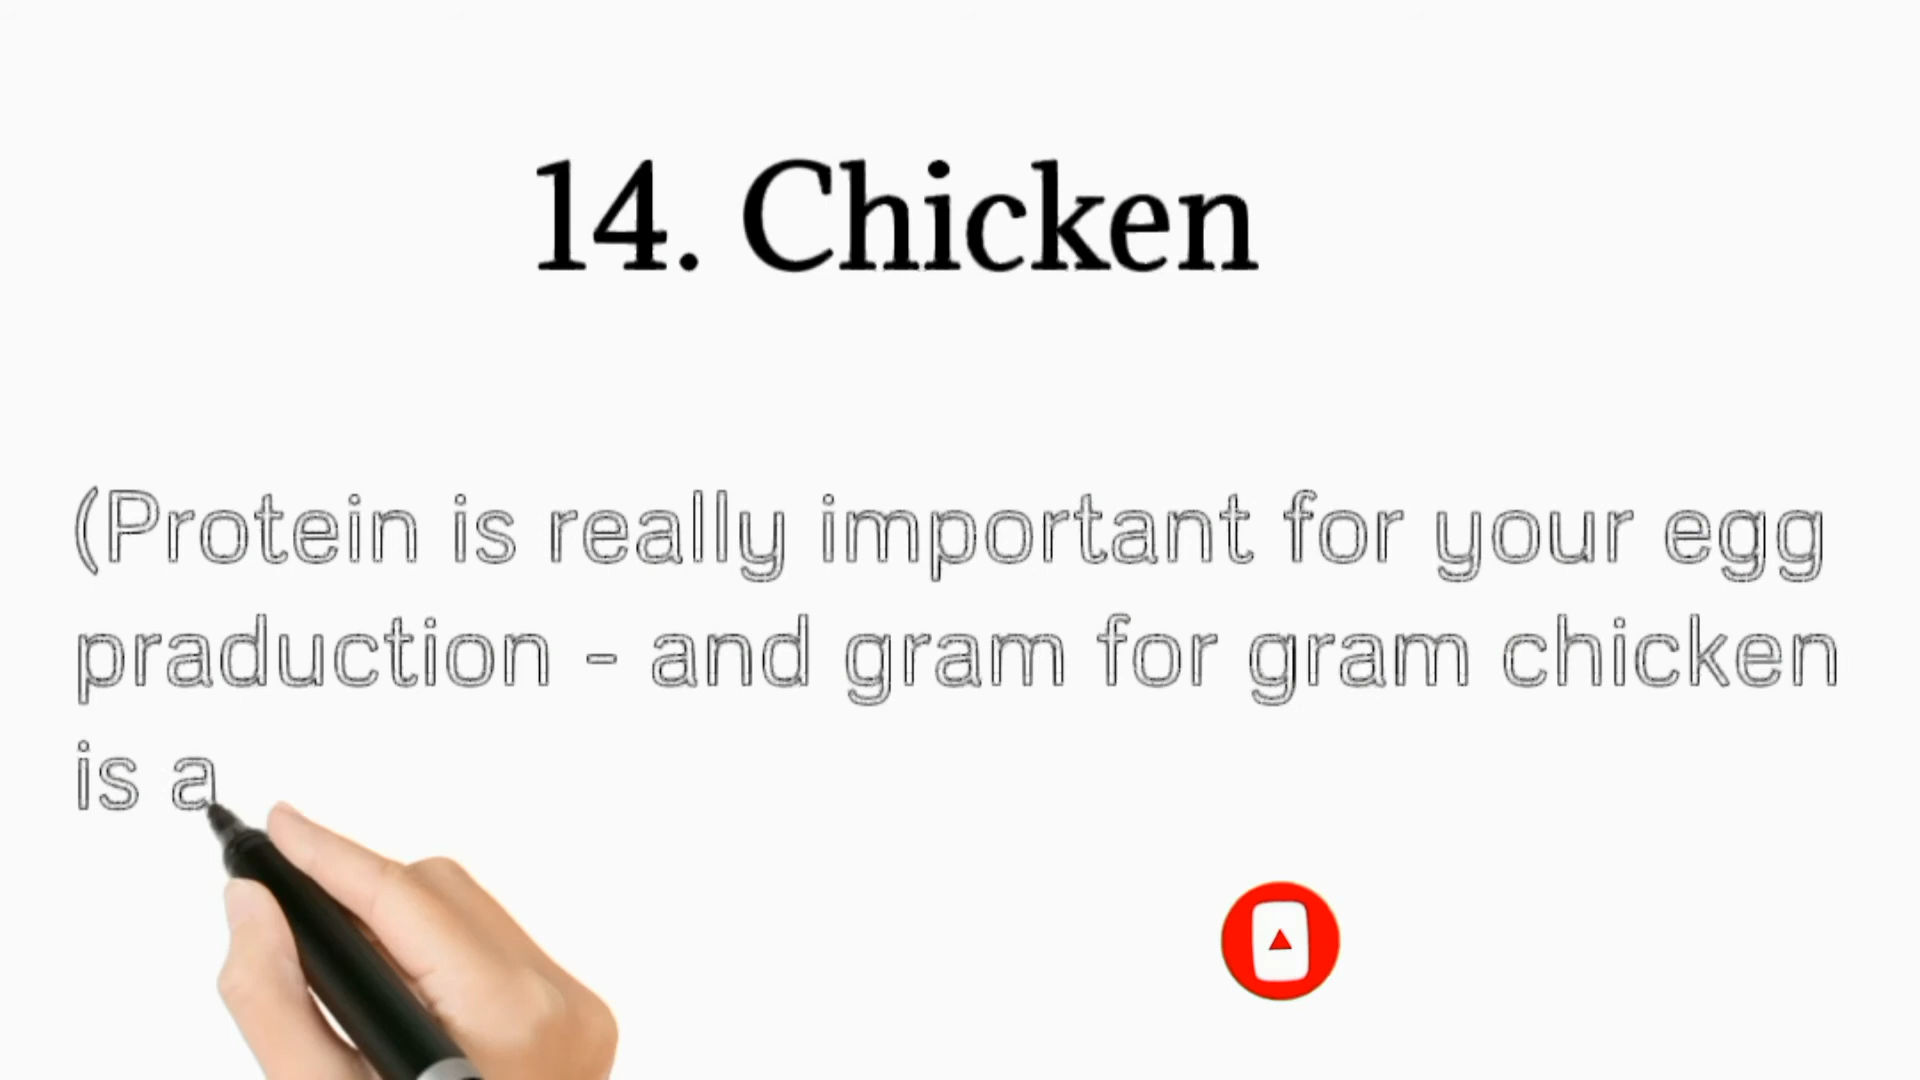 14. Chicken
(Protein is really important for your egg
praduction - and gram for gram chicken
is a